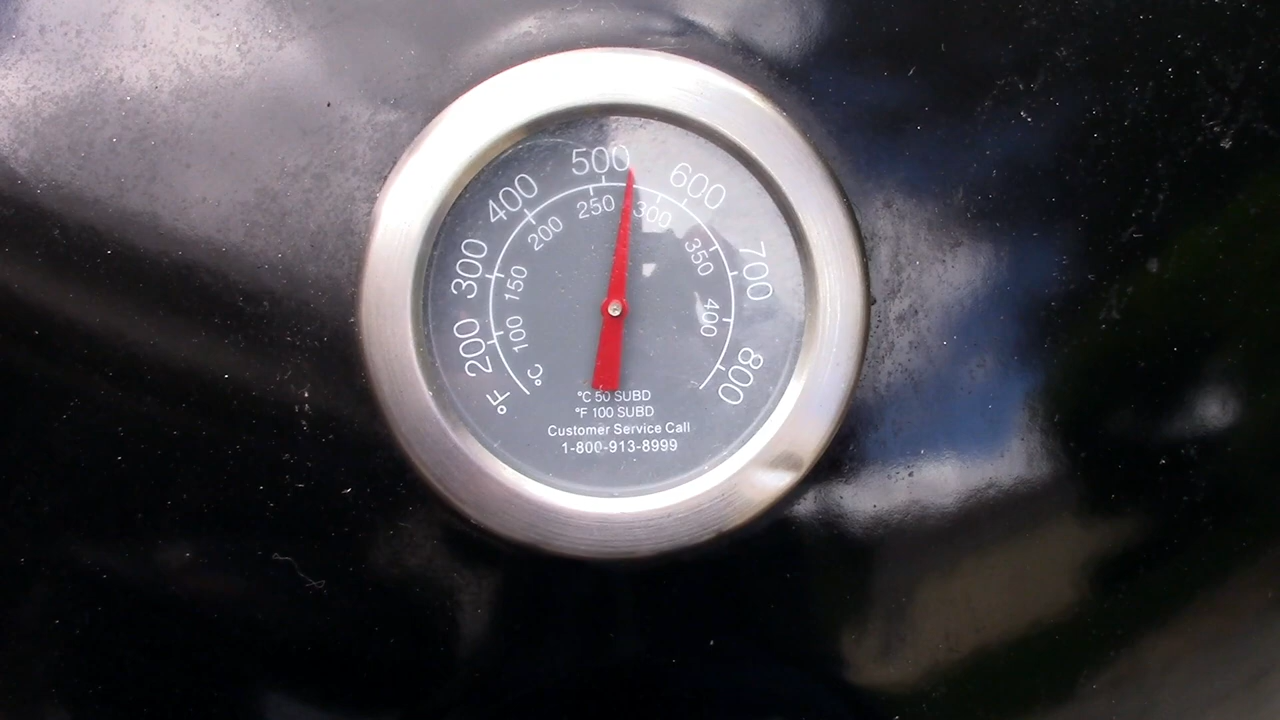 200 300 400 500 600 700 800
°F
100 150 200 250 300 350 400
°C
°C 50 SUBD
°F 100 SUBD
Customer Service Call
1-800-913-8999